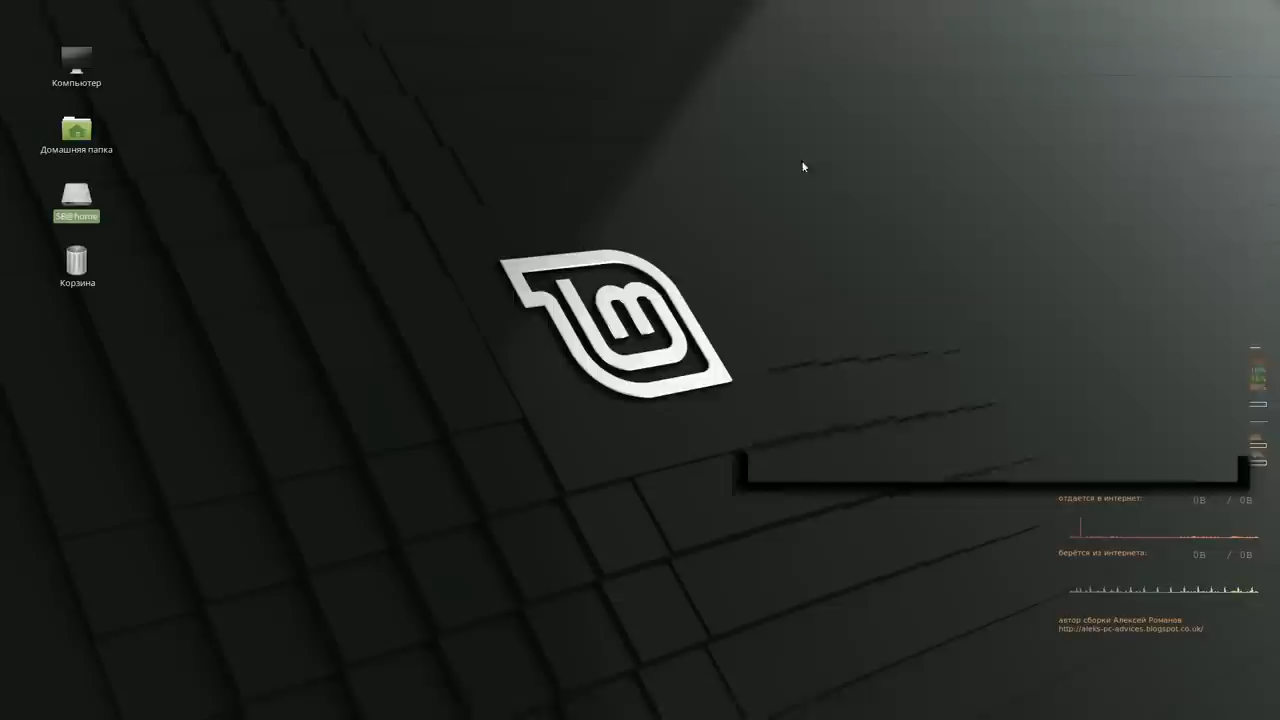 Компьютер
Домашняя папка
SB@home
Корзина
отдается в интернет:
0B / 0B
берётся из интернета:
0B / 0B
автор сборки Алексей Романов
http://aleks-pc-advices.blogspot.co.uk/